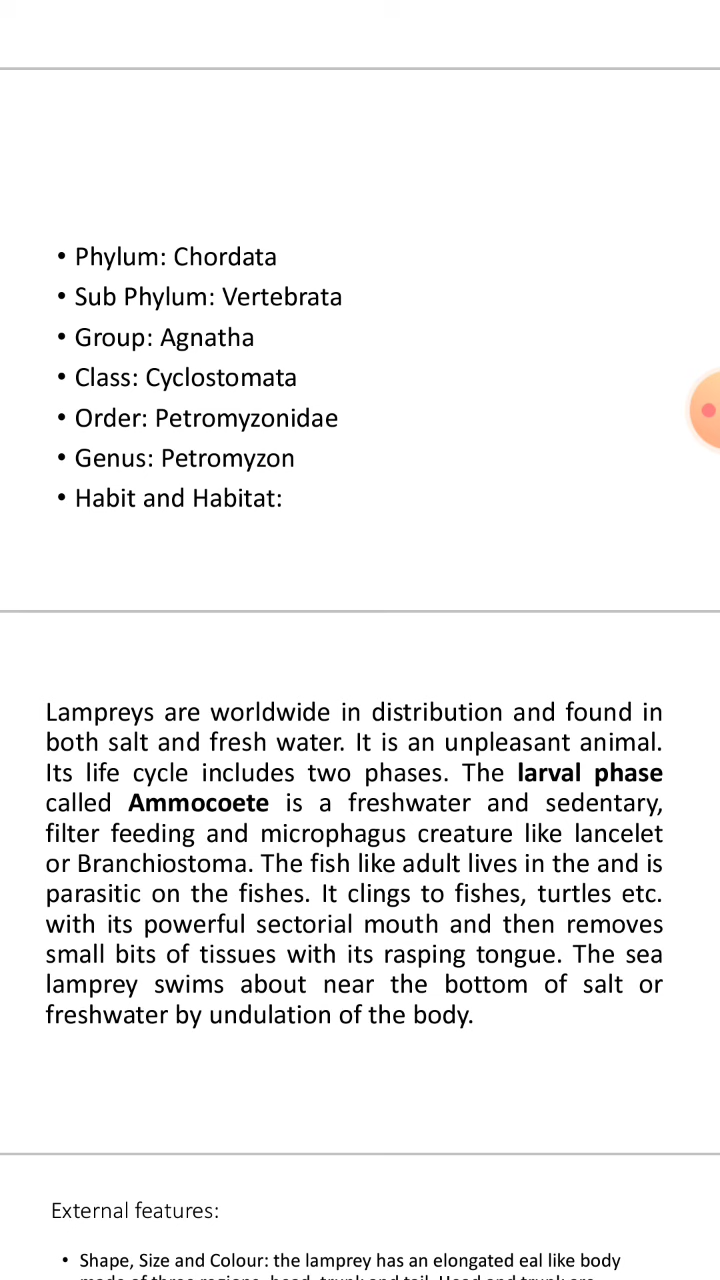 • Phylum: Chordata
• Sub Phylum: Vertebrata
• Group: Agnatha
• Class: Cyclostomata
• Order: Petromyzonidae
• Genus: Petromyzon
• Habit and Habitat:
Lampreys are worldwide in distribution and found in
both salt and fresh water. It is an unpleasant animal.
Its life cycle includes two phases. The larval phase
called Ammocoete is a freshwater and sedentary,
filter feeding and microphagus creature like lancelet
or Branchiostoma. The fish like adult lives in the and is
parasitic on the fishes. It clings to fishes, turtles etc.
with its powerful sectorial mouth and then removes
small bits of tissues with its rasping tongue. The sea
lamprey swims about near the bottom of salt or
freshwater by undulation of the body.
External features:
• Shape, Size and Colour: the lamprey has an elongated eal like body